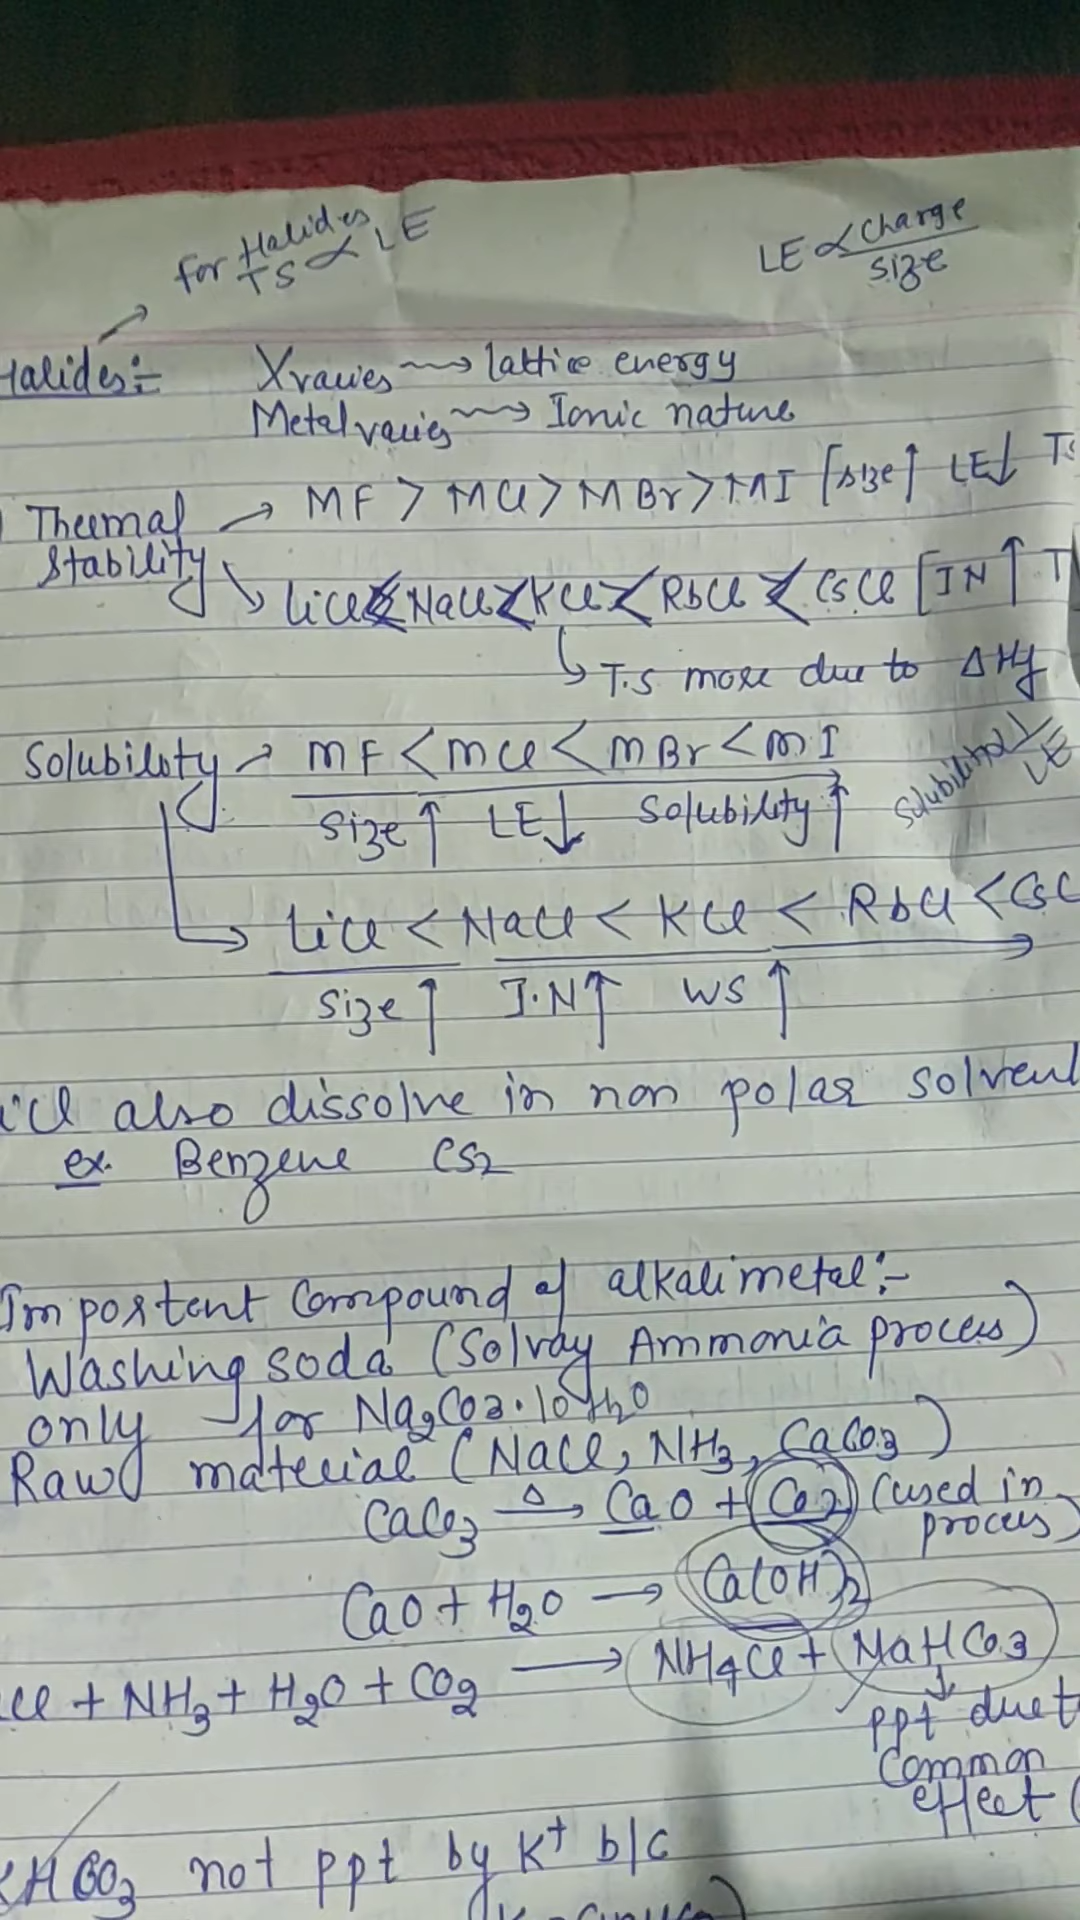 for Halides
TS ∝ LE
LE ∝ charge/size
Halides:- Xvaries → lattice energy
Metal varies → Ionic nature
Thermal Stability → MF > MCl > MBr > MI [size↑ LE↓ TS
→ LiCl < NaCl < KCl < RbCl < CsCl [IN↑ T
↳ T.S more due to ΔHf
Solubility → MF < MCl < MBr < MI
Size↑ LE↓ Solubility↑
Solubility ∝ 1/LE
→ LiCl < NaCl < KCl < RbCl < CsC
Size↑ I.N↑ WS↑
iCl also dissolve in non polar solvent
ex. Benzene CS2
Important Compound of alkali metal:-
Washing soda (Solvay Ammonia process)
only for Na2CO3.10H2O
Raw material (NaCl, NH3, CaCO3)
CaCO3 —Δ→ CaO + CO2 (used in process)
CaO + H2O → Ca(OH)2
Cl + NH3 + H2O + CO2 → NH4Cl + NaHCO3
↓
ppt due t
Common
effect (
KHCO3 not ppt by K+ b/c